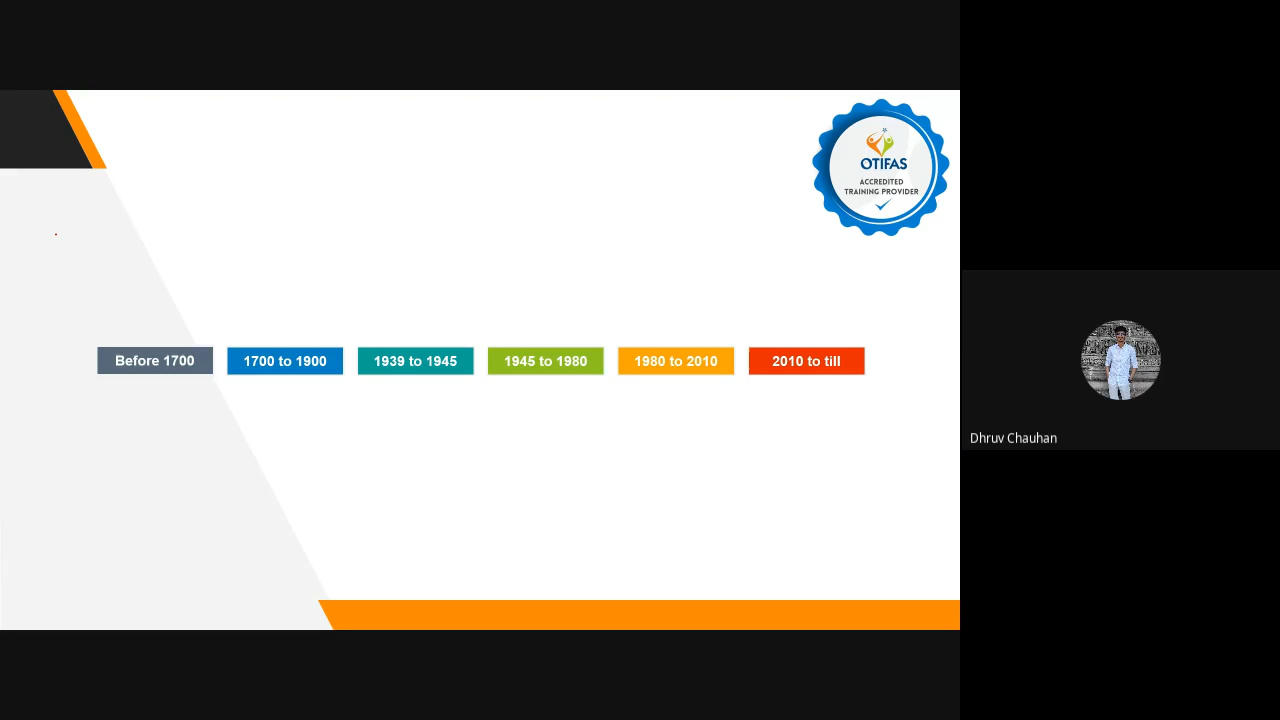 OTIFAS
ACCREDITED
TRAINING PROVIDER
Before 1700
1700 to 1900
1939 to 1945
1945 to 1980
1980 to 2010
2010 to till
Dhruv Chauhan